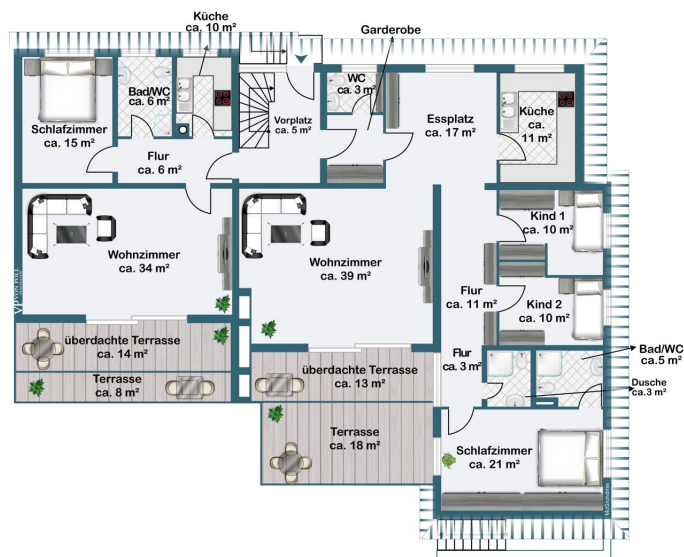 Küche
ca. 10 m²
Garderobe
Bad/WC
ca. 6 m²
WC
ca. 3 m²
Schlafzimmer
ca. 15 m²
Vorplatz
ca. 5 m²
Essplatz
ca. 17 m²
Küche
ca.
11 m²
Flur
ca. 6 m²
Kind 1
ca. 10 m²
Wohnzimmer
ca. 34 m²
Wohnzimmer
ca. 39 m²
Flur
ca. 11 m²
Kind 2
ca. 10 m²
VP VON POLL
überdachte Terrasse
ca. 14 m²
Terrasse
ca. 8 m²
überdachte Terrasse
ca. 13 m²
Flur
ca. 3 m²
Bad/WC
ca.5 m²
Dusche
ca.3 m²
Terrasse
ca. 18 m²
Schlafzimmer
ca. 21 m²